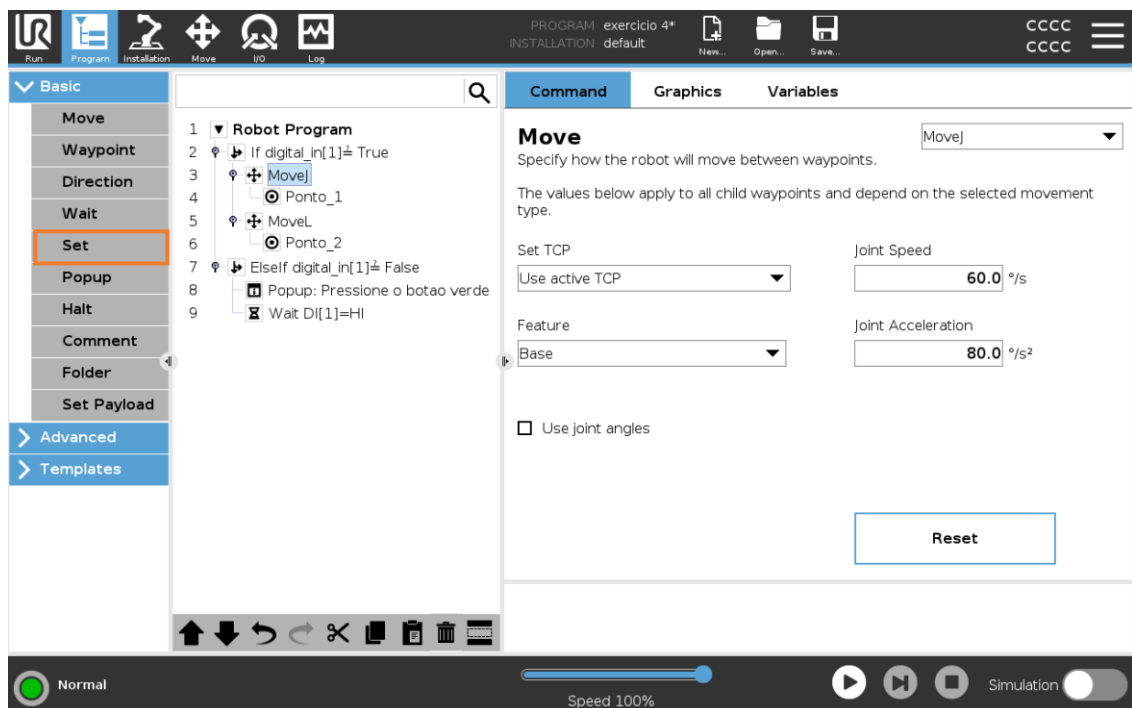 UR
PROGRAM exercicio 4*
INSTALLATION default
CCCC
CCCC
Run Program Installation Move I/O Log New... Open... Save...
Basic
Move
Waypoint
Direction
Wait
Set
Popup
Halt
Comment
Folder
Set Payload
Advanced
Templates
1 Robot Program
2 If digital_in[1]≟ True
3 MoveJ
4 Ponto_1
5 MoveL
6 Ponto_2
7 ElseIf digital_in[1]≟ False
8 Popup: Pressione o botao verde
9 Wait DI[1]=HI
Command Graphics Variables
Move MoveJ
Specify how the robot will move between waypoints.
The values below apply to all child waypoints and depend on the selected movement
type.
Set TCP Joint Speed
Use active TCP 60.0 °/s
Feature Joint Acceleration
Base 80.0 °/s²
Use joint angles
Reset
Normal
Speed 100%
Simulation